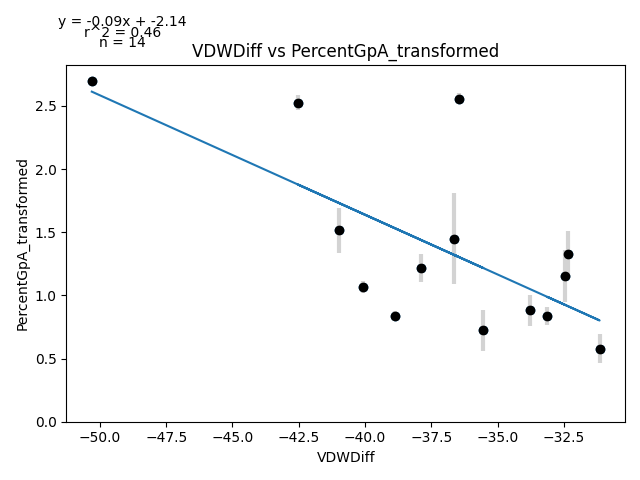 y = -0.09x + -2.14
r^2 = 0.46
n = 14
VDWDiff vs PercentGpA_transformed
PercentGpA_transformed
2.5
2.0
1.5
1.0
0.5
0.0
−50.0 −47.5 −45.0 −42.5 −40.0 −37.5 −35.0 −32.5
VDWDiff